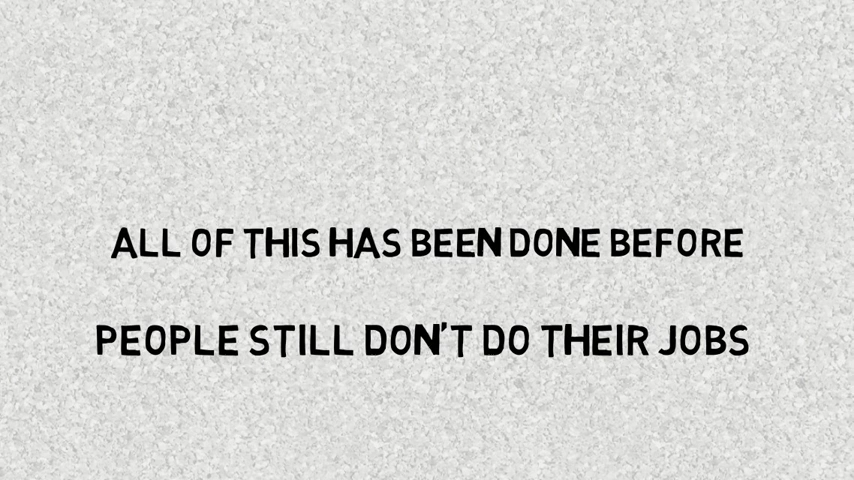 ALL OF THIS HAS BEEN DONE BEFORE
PEOPLE STILL DON'T DO THEIR JOBS